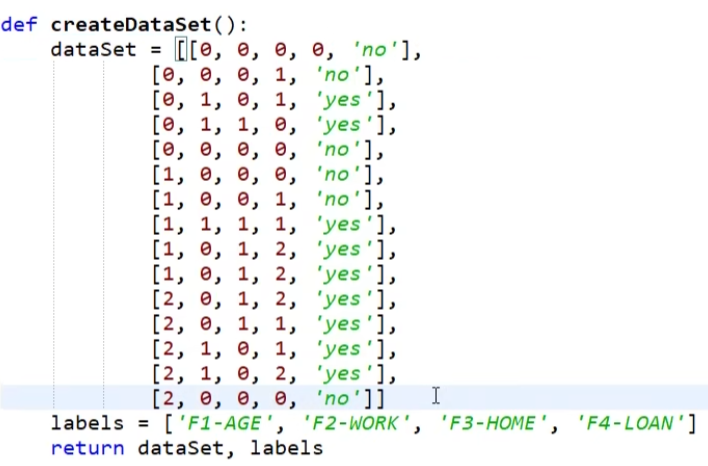 def createDataSet():
    dataSet = [[0, 0, 0, 0, 'no'],
            [0, 0, 0, 1, 'no'],
            [0, 1, 0, 1, 'yes'],
            [0, 1, 1, 0, 'yes'],
            [0, 0, 0, 0, 'no'],
            [1, 0, 0, 0, 'no'],
            [1, 0, 0, 1, 'no'],
            [1, 1, 1, 1, 'yes'],
            [1, 0, 1, 2, 'yes'],
            [1, 0, 1, 2, 'yes'],
            [2, 0, 1, 2, 'yes'],
            [2, 0, 1, 1, 'yes'],
            [2, 1, 0, 1, 'yes'],
            [2, 1, 0, 2, 'yes'],
            [2, 0, 0, 0, 'no']]
    labels = ['F1-AGE', 'F2-WORK', 'F3-HOME', 'F4-LOAN']
    return dataSet, labels